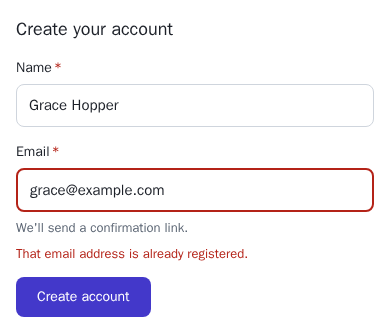 Create your account
Name *
Grace Hopper
Email *
grace@example.com
We'll send a confirmation link.
That email address is already registered.
Create account